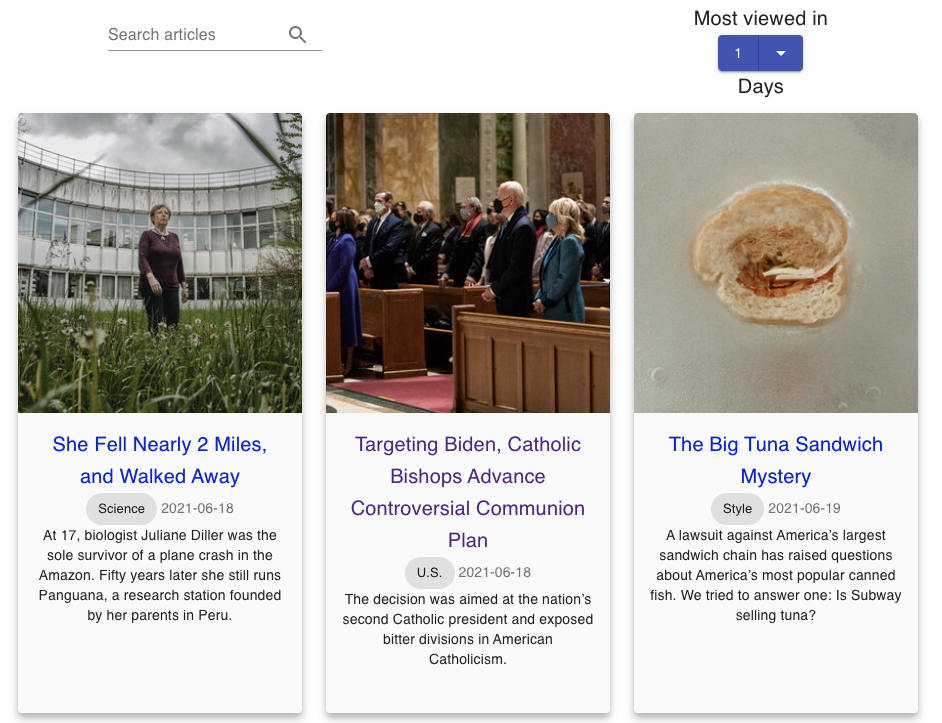 Search articles
Most viewed in
1
Days
She Fell Nearly 2 Miles,
and Walked Away
Science 2021-06-18
At 17, biologist Juliane Diller was the
sole survivor of a plane crash in the
Amazon. Fifty years later she still runs
Panguana, a research station founded
by her parents in Peru.
Targeting Biden, Catholic
Bishops Advance
Controversial Communion
Plan
U.S. 2021-06-18
The decision was aimed at the nation’s
second Catholic president and exposed
bitter divisions in American
Catholicism.
The Big Tuna Sandwich
Mystery
Style 2021-06-19
A lawsuit against America’s largest
sandwich chain has raised questions
about America’s most popular canned
fish. We tried to answer one: Is Subway
selling tuna?